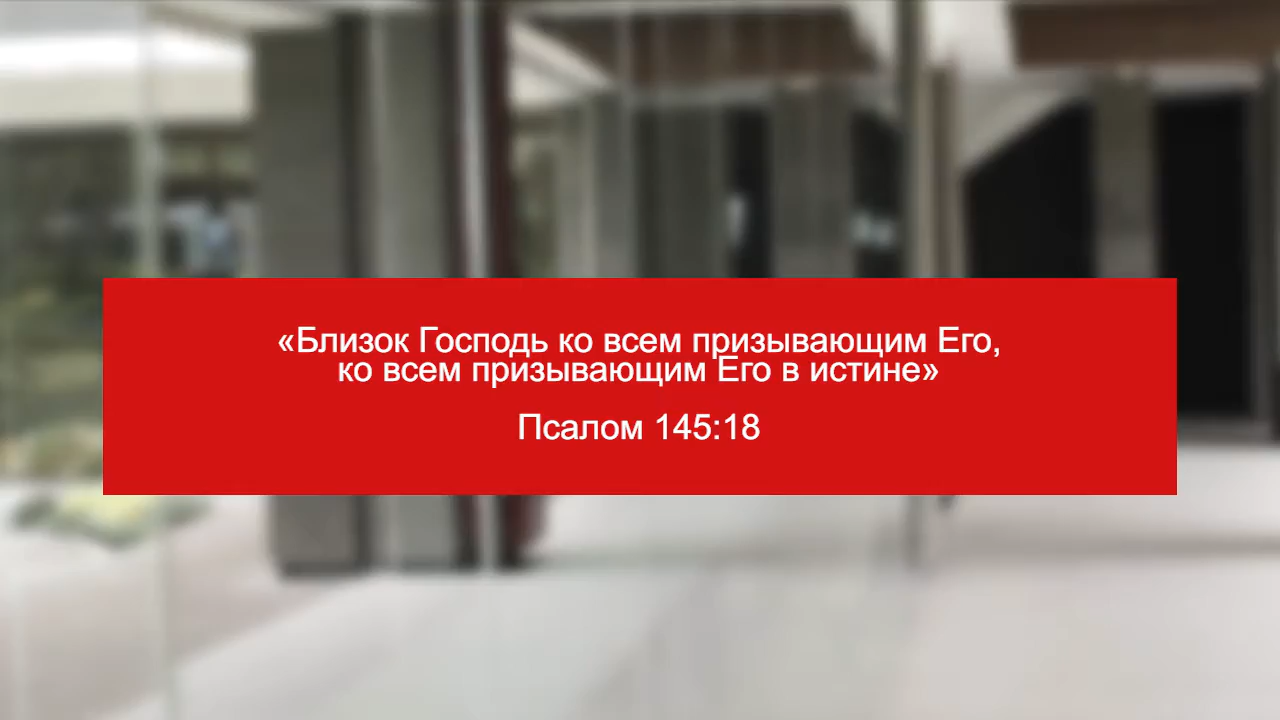 «Близок Господь ко всем призывающим Его,
ко всем призывающим Его в истине»
Псалом 145:18